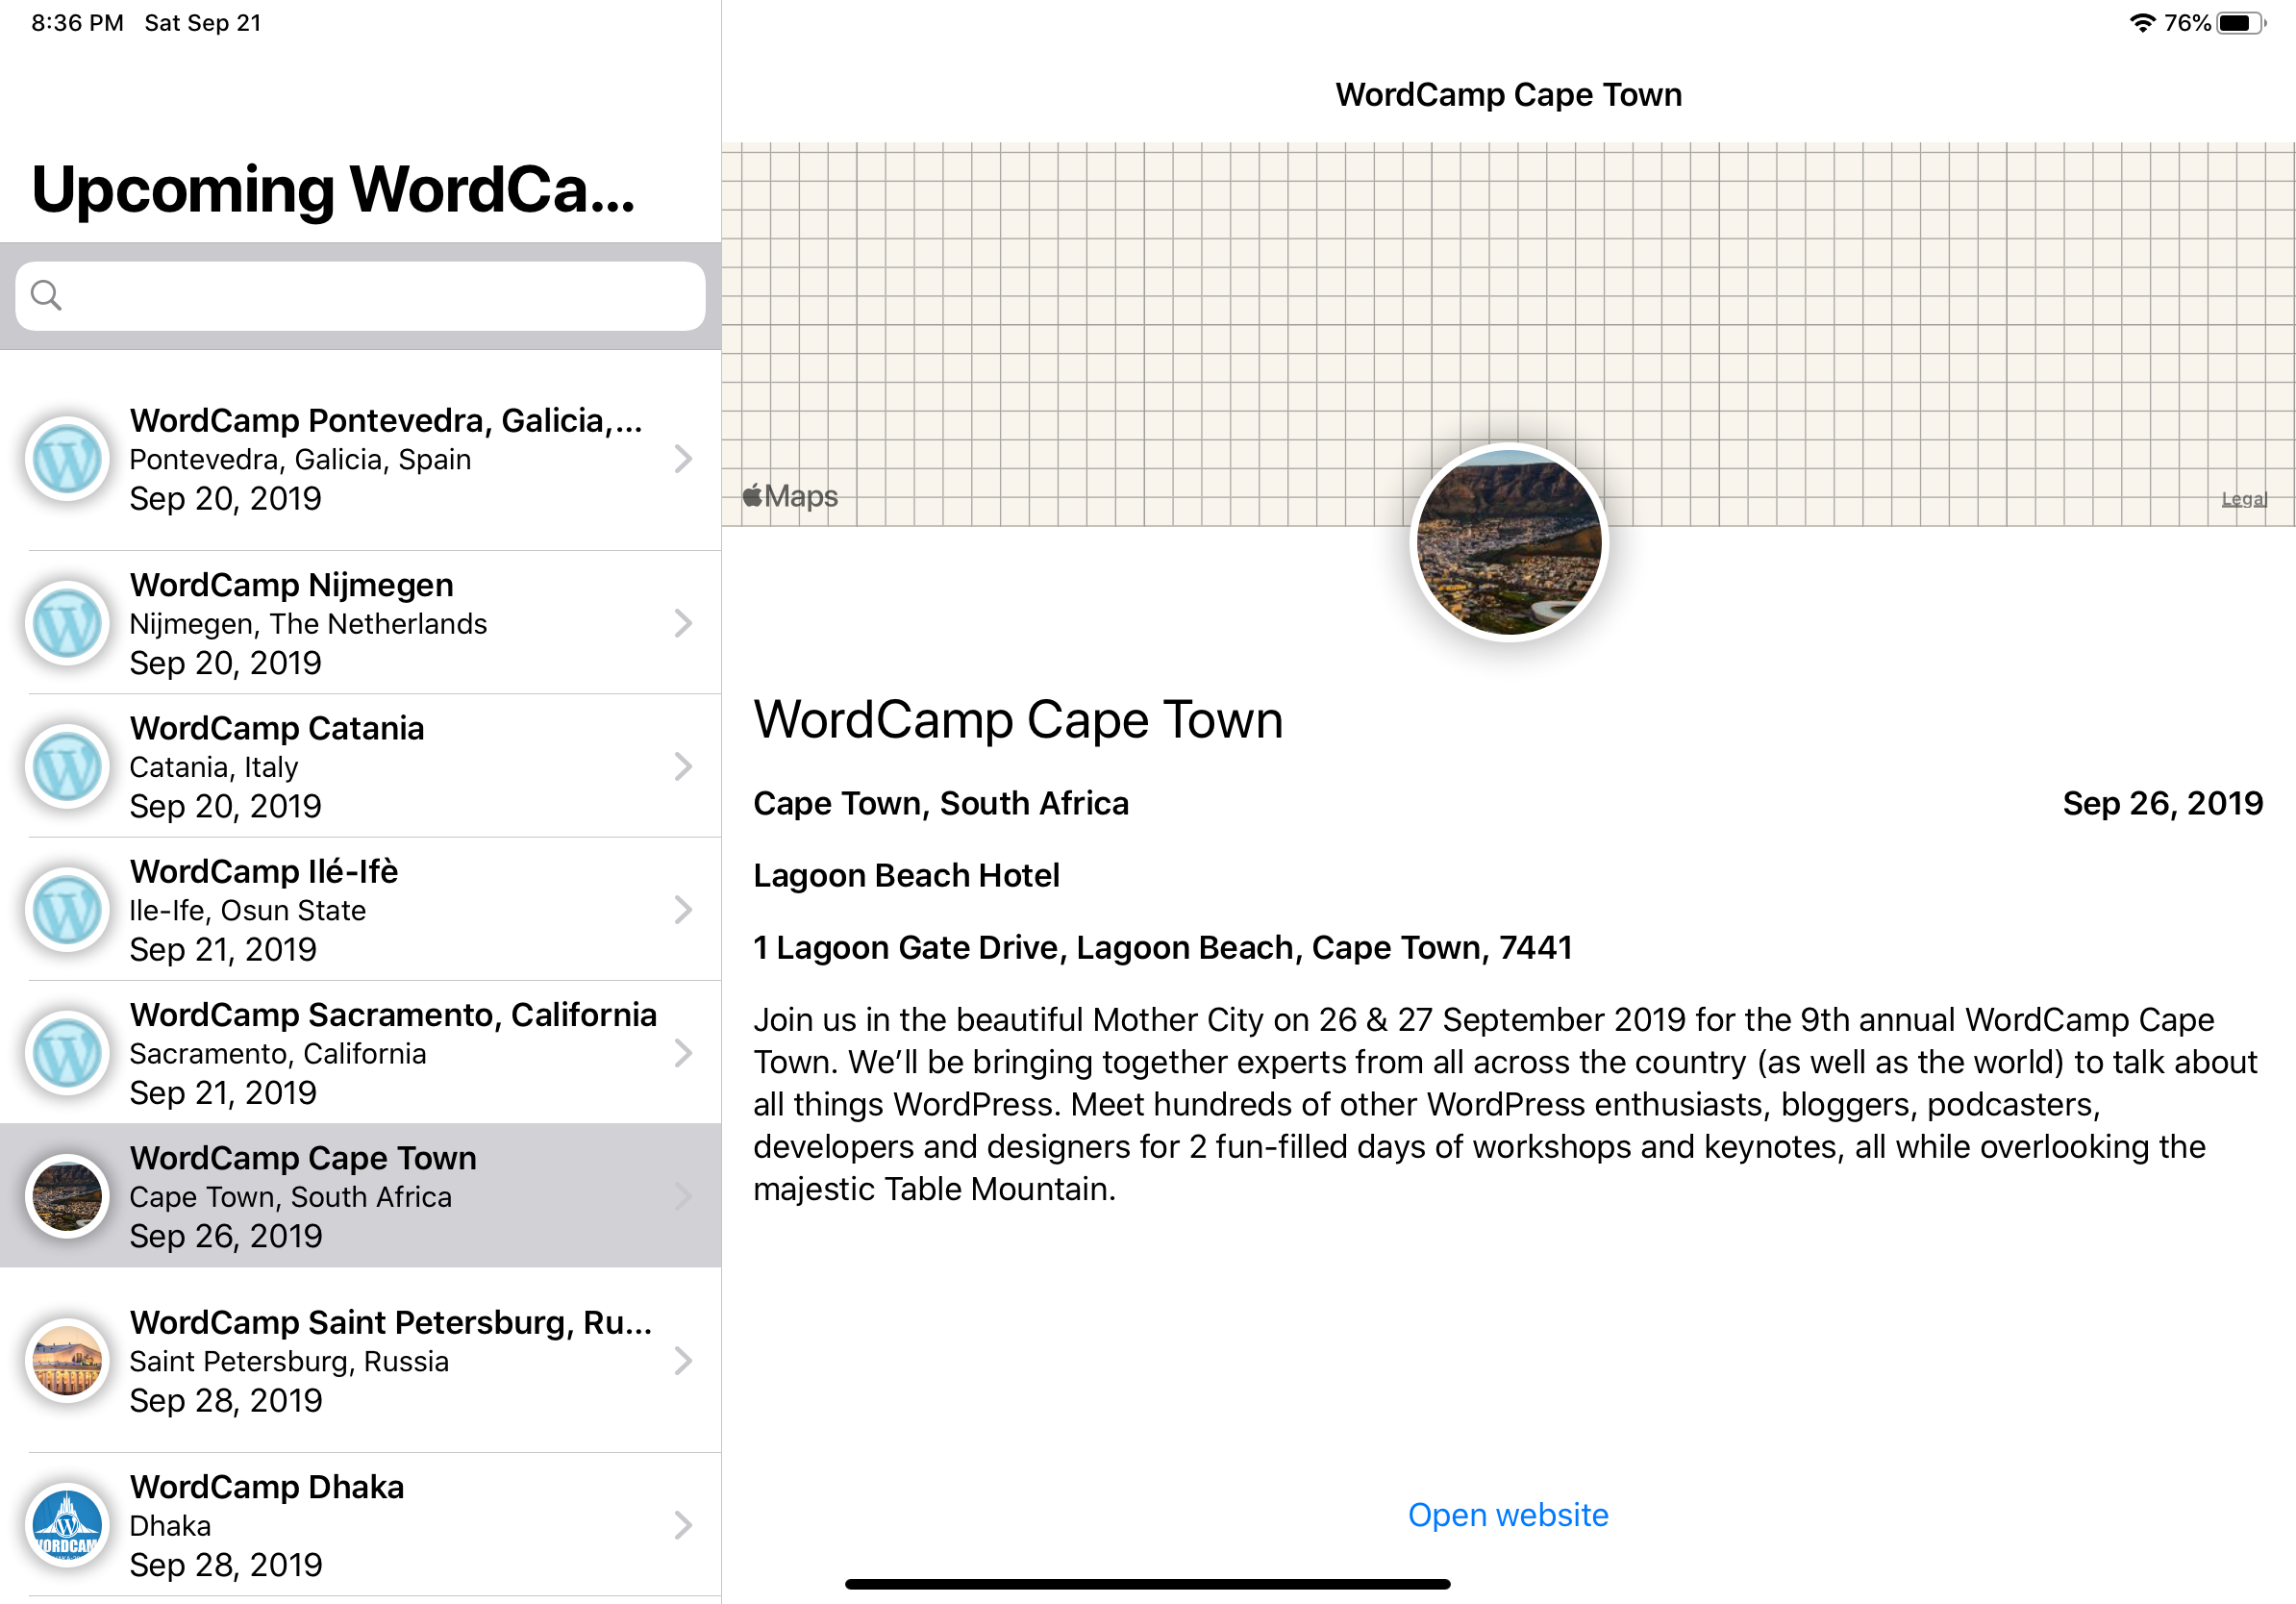 8:36 PM Sat Sep 21
76%
Upcoming WordCa...
WordCamp Pontevedra, Galicia,...
Pontevedra, Galicia, Spain
Sep 20, 2019
WordCamp Nijmegen
Nijmegen, The Netherlands
Sep 20, 2019
WordCamp Catania
Catania, Italy
Sep 20, 2019
WordCamp Ilé-Ifè
Ile-Ife, Osun State
Sep 21, 2019
WordCamp Sacramento, California
Sacramento, California
Sep 21, 2019
WordCamp Cape Town
Cape Town, South Africa
Sep 26, 2019
WordCamp Saint Petersburg, Ru...
Saint Petersburg, Russia
Sep 28, 2019
WORDCAM
WordCamp Dhaka
Dhaka
Sep 28, 2019
WordCamp Cape Town
Maps
Legal
WordCamp Cape Town
Cape Town, South Africa
Sep 26, 2019
Lagoon Beach Hotel
1 Lagoon Gate Drive, Lagoon Beach, Cape Town, 7441
Join us in the beautiful Mother City on 26 & 27 September 2019 for the 9th annual WordCamp Cape
Town. We’ll be bringing together experts from all across the country (as well as the world) to talk about
all things WordPress. Meet hundreds of other WordPress enthusiasts, bloggers, podcasters,
developers and designers for 2 fun-filled days of workshops and keynotes, all while overlooking the
majestic Table Mountain.
Open website